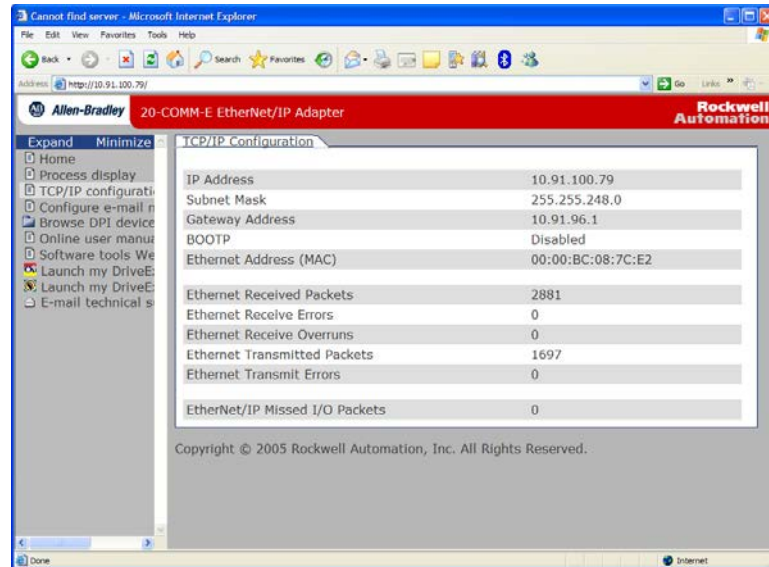 Cannot find server - Microsoft Internet Explorer
File Edit View Favorites Tools Help
Back Search Favorites
Address http://10.91.100.79/ Go Links »
AB Allen-Bradley 20-COMM-E EtherNet/IP Adapter Rockwell Automation
Expand Minimize
Home
Process display
TCP/IP configurati
Configure e-mail n
Browse DPI device
Online user manua
Software tools We
Launch my DriveE
Launch my DriveE
E-mail technical s
TCP/IP Configuration
IP Address 10.91.100.79
Subnet Mask 255.255.248.0
Gateway Address 10.91.96.1
BOOTP Disabled
Ethernet Address (MAC) 00:00:BC:08:7C:E2
Ethernet Received Packets 2881
Ethernet Receive Errors 0
Ethernet Receive Overruns 0
Ethernet Transmitted Packets 1697
Ethernet Transmit Errors 0
EtherNet/IP Missed I/O Packets 0
Copyright © 2005 Rockwell Automation, Inc. All Rights Reserved.
Done Internet